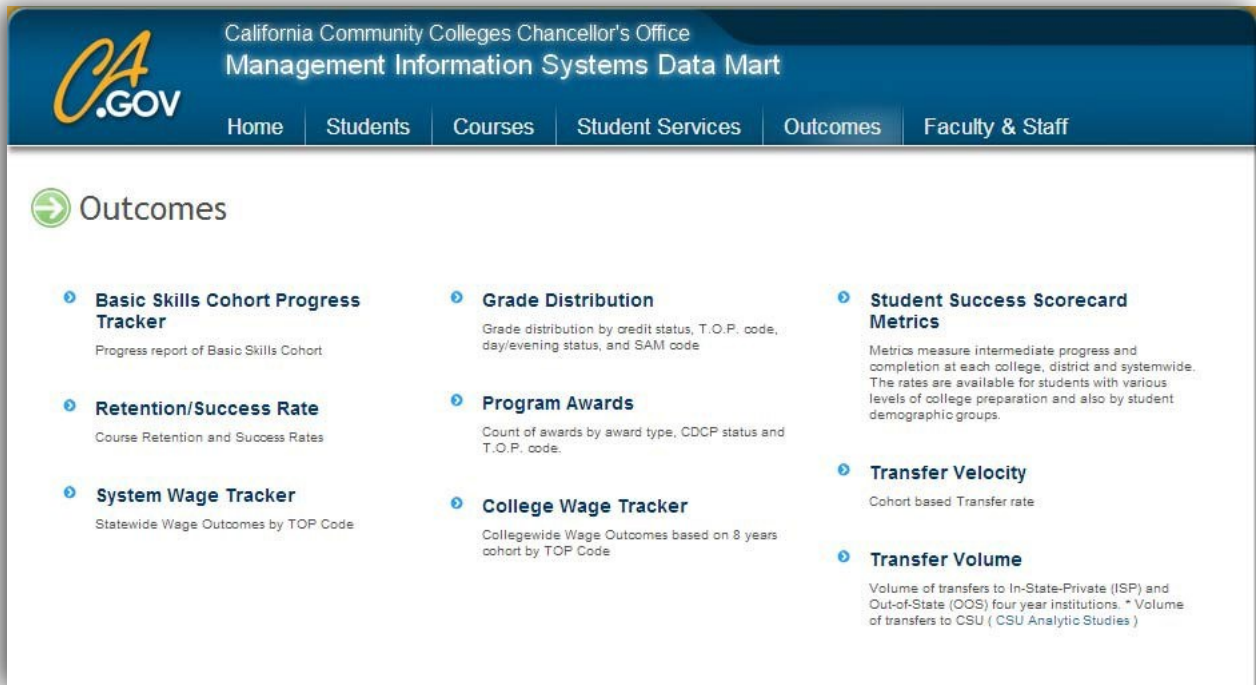 CA
.GOV
California Community Colleges Chancellor's Office
Management Information Systems Data Mart
Home
Students
Courses
Student Services
Outcomes
Faculty & Staff
Outcomes
Basic Skills Cohort Progress
Tracker
Progress report of Basic Skills Cohort
Retention/Success Rate
Course Retention and Success Rates
System Wage Tracker
Statewide Wage Outcomes by TOP Code
Grade Distribution
Grade distribution by credit status, T.O.P. code,
day/evening status, and SAM code
Program Awards
Count of awards by award type, CDCP status and
T.O.P. code.
College Wage Tracker
Collegewide Wage Outcomes based on 8 years
cohort by TOP Code
Student Success Scorecard
Metrics
Metrics measure intermediate progress and
completion at each college, district and systemwide.
The rates are available for students with various
levels of college preparation and also by student
demographic groups.
Transfer Velocity
Cohort based Transfer rate
Transfer Volume
Volume of transfers to In-State-Private (ISP) and
Out-of-State (OOS) four year institutions. * Volume
of transfers to CSU ( CSU Analytic Studies )